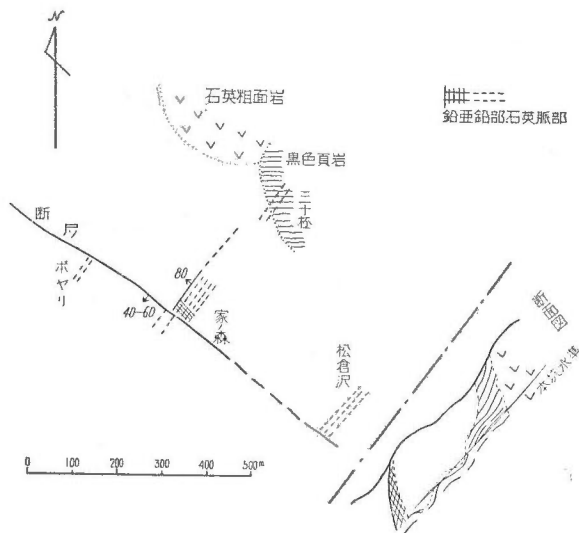 N
石英粗面岩
鉛亜鉛部石英脈部
黒色頁岩
三十枚
断層
ボヤリ
80
40-60
家ノ森
松倉沢
断面図
本坑水準
0 100 200 300 400 500m